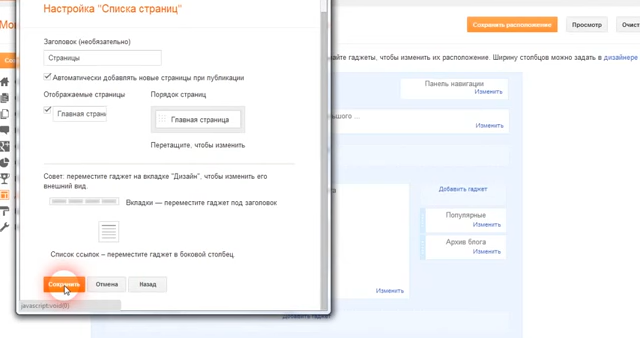 Настройка "Списка страниц"
Сохранить расположение
Просмотр
Заголовок (необязательно)
Страницы
гаджеты, чтобы изменить их расположение. Ширину столбцов можно задать в дизайнере
Автоматически добавлять новые страницы при публикации
Панель навигации
Изменить
Отображаемые страницы
Порядок страниц
Главная
Главная страница
Изменить
Перетащите, чтобы изменить
Совет: переместите гаджет на вкладке "Дизайн", чтобы изменить его
внешний вид.
Добавить гаджет
Вкладки — переместите гаджет под заголовок
Популярные
Изменить
Архив блога
Изменить
Список ссылок – переместите гаджет в боковой столбец.
Сохранить
Отмена
Назад
Изменить
javascript:void(0)
Добавить гаджет